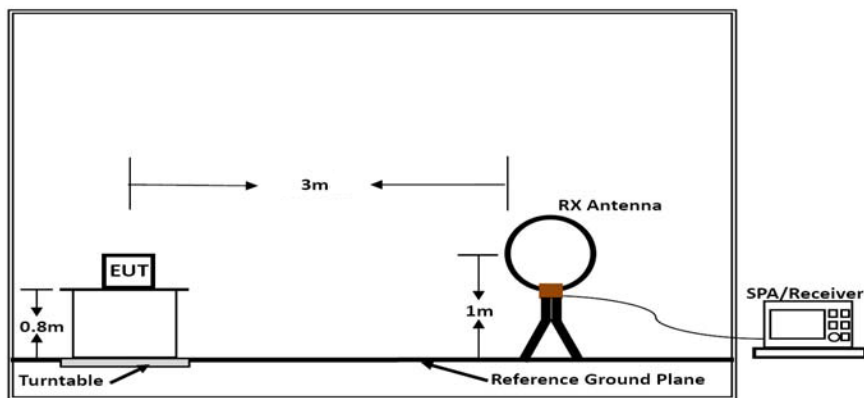 3m
RX Antenna
EUT
SPA/Receiver
0.8m
1m
Turntable
Reference Ground Plane